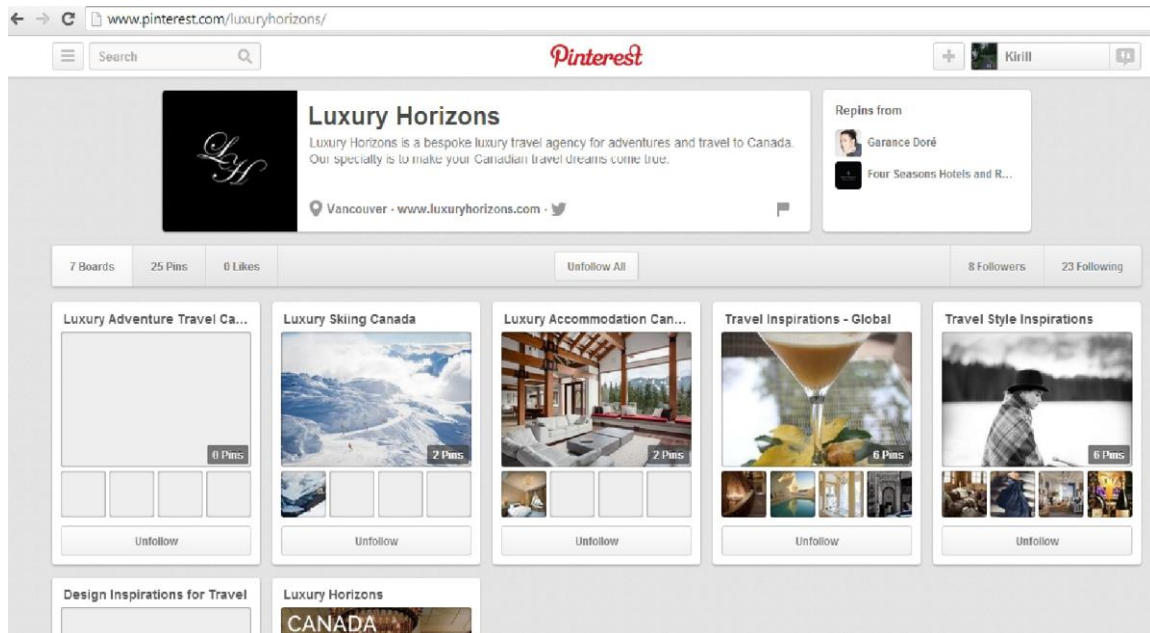 www.pinterest.com/luxuryhorizons/
Search
Pinterest
Kirill
LH
Luxury Horizons
Luxury Horizons is a bespoke luxury travel agency for adventures and travel to Canada.
Our specialty is to make your Canadian travel dreams come true.
Vancouver · www.luxuryhorizons.com ·
Repins from
Garance Doré
Four Seasons Hotels and R...
7 Boards 25 Pins 0 Likes Unfollow All 8 Followers 23 Following
Luxury Adventure Travel Ca...
0 Pins
Unfollow
Luxury Skiing Canada
2 Pins
Unfollow
Luxury Accommodation Can...
2 Pins
Unfollow
Travel Inspirations - Global
6 Pins
Unfollow
Travel Style Inspirations
6 Pins
Unfollow
Design Inspirations for Travel
Luxury Horizons
CANADA